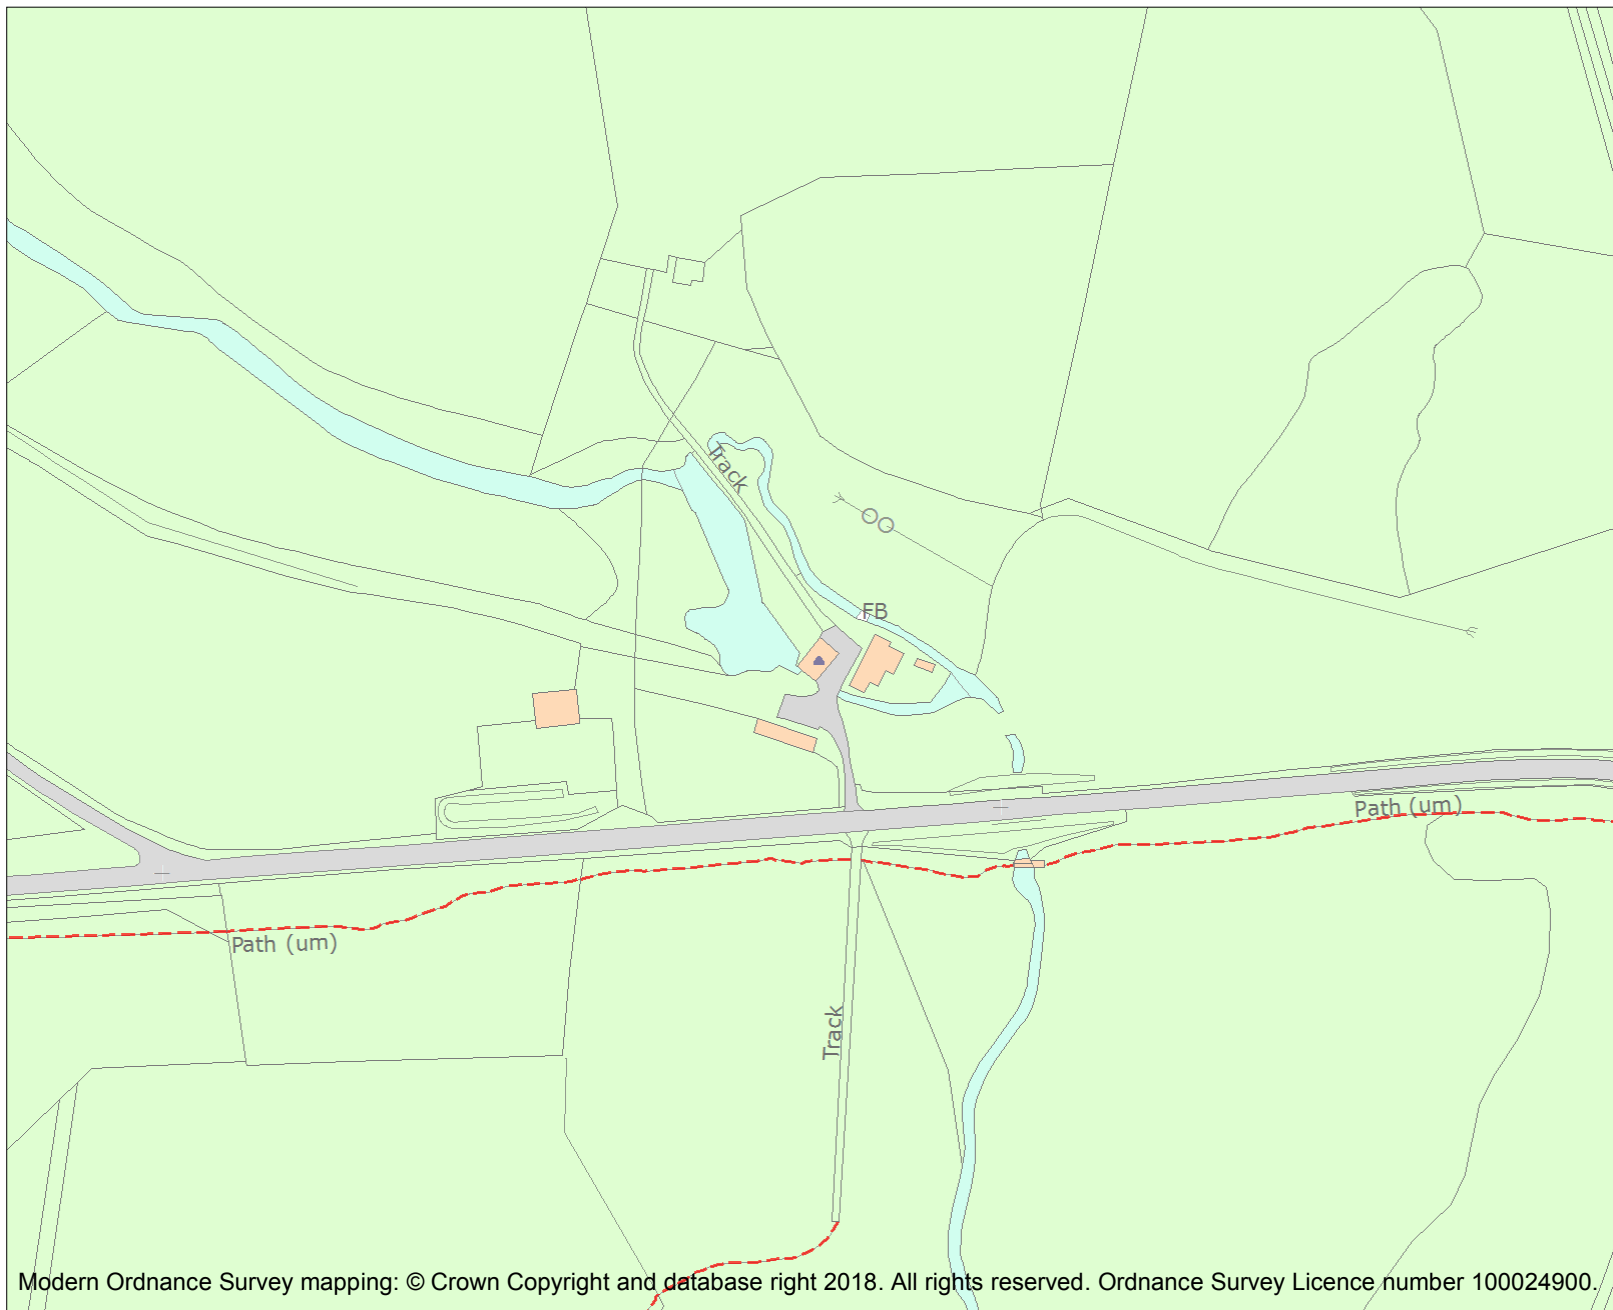 Track
FB
Path (um)
Path (um)
Track
Modern Ordnance Survey mapping: © Crown Copyright and database right 2018. All rights reserved. Ordnance Survey Licence number 100024900.